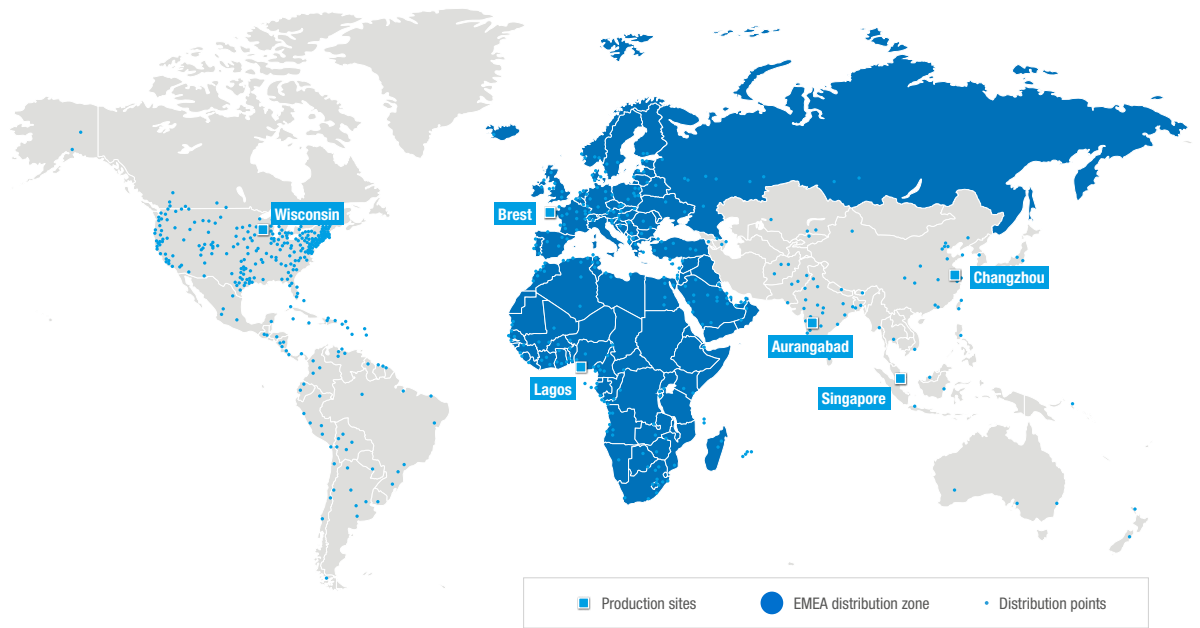 Wisconsin
Brest
Changzhou
Aurangabad
Lagos
Singapore
Production sites
EMEA distribution zone
Distribution points